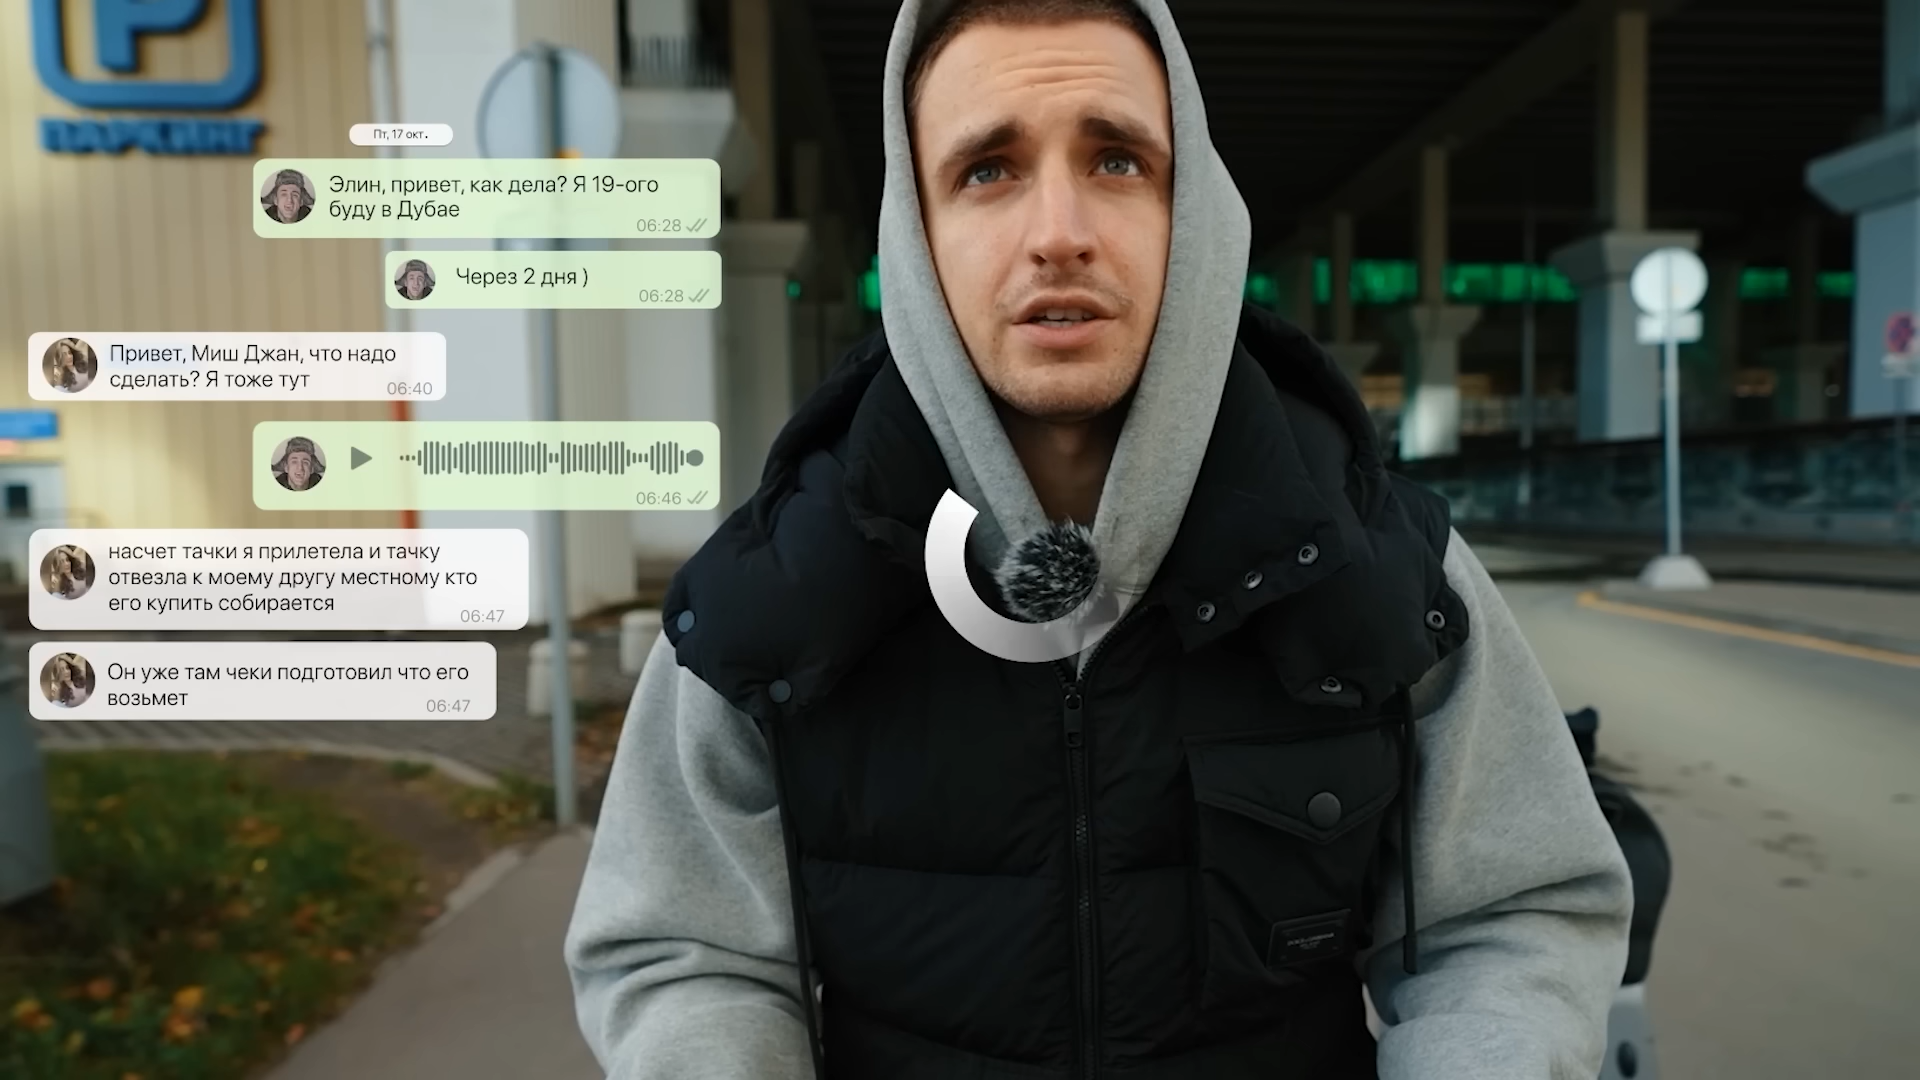 P
ПАРКИНГ
Пт, 17 окт.
Элин, привет, как дела? Я 19-ого
буду в Дубае
06:28
Через 2 дня )
06:28
Привет, Миш Джан, что надо
сделать? Я тоже тут
06:40
06:46
насчет тачки я прилетела и тачку
отвезла к моему другу местному кто
его купить собирается
06:47
Он уже там чеки подготовил что его
возьмет
06:47